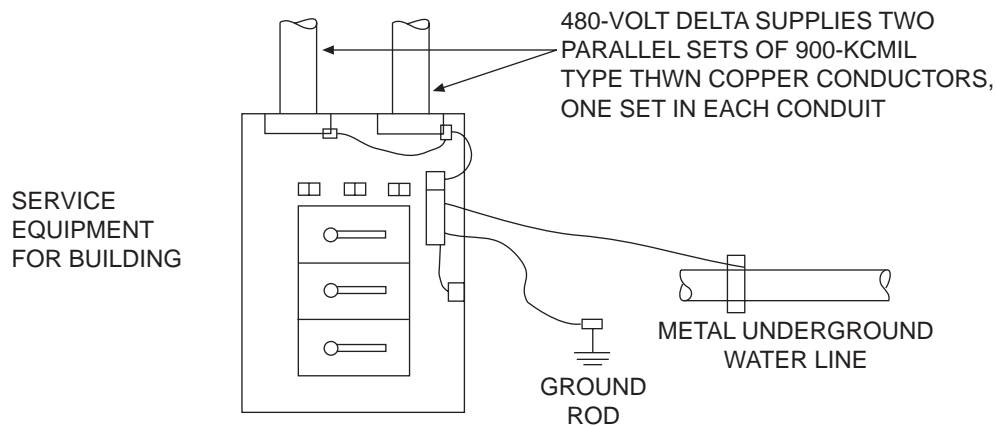 480-VOLT DELTA SUPPLIES TWO
PARALLEL SETS OF 900-KCMIL
TYPE THWN COPPER CONDUCTORS,
ONE SET IN EACH CONDUIT
SERVICE
EQUIPMENT
FOR BUILDING
METAL UNDERGROUND
WATER LINE
GROUND
ROD